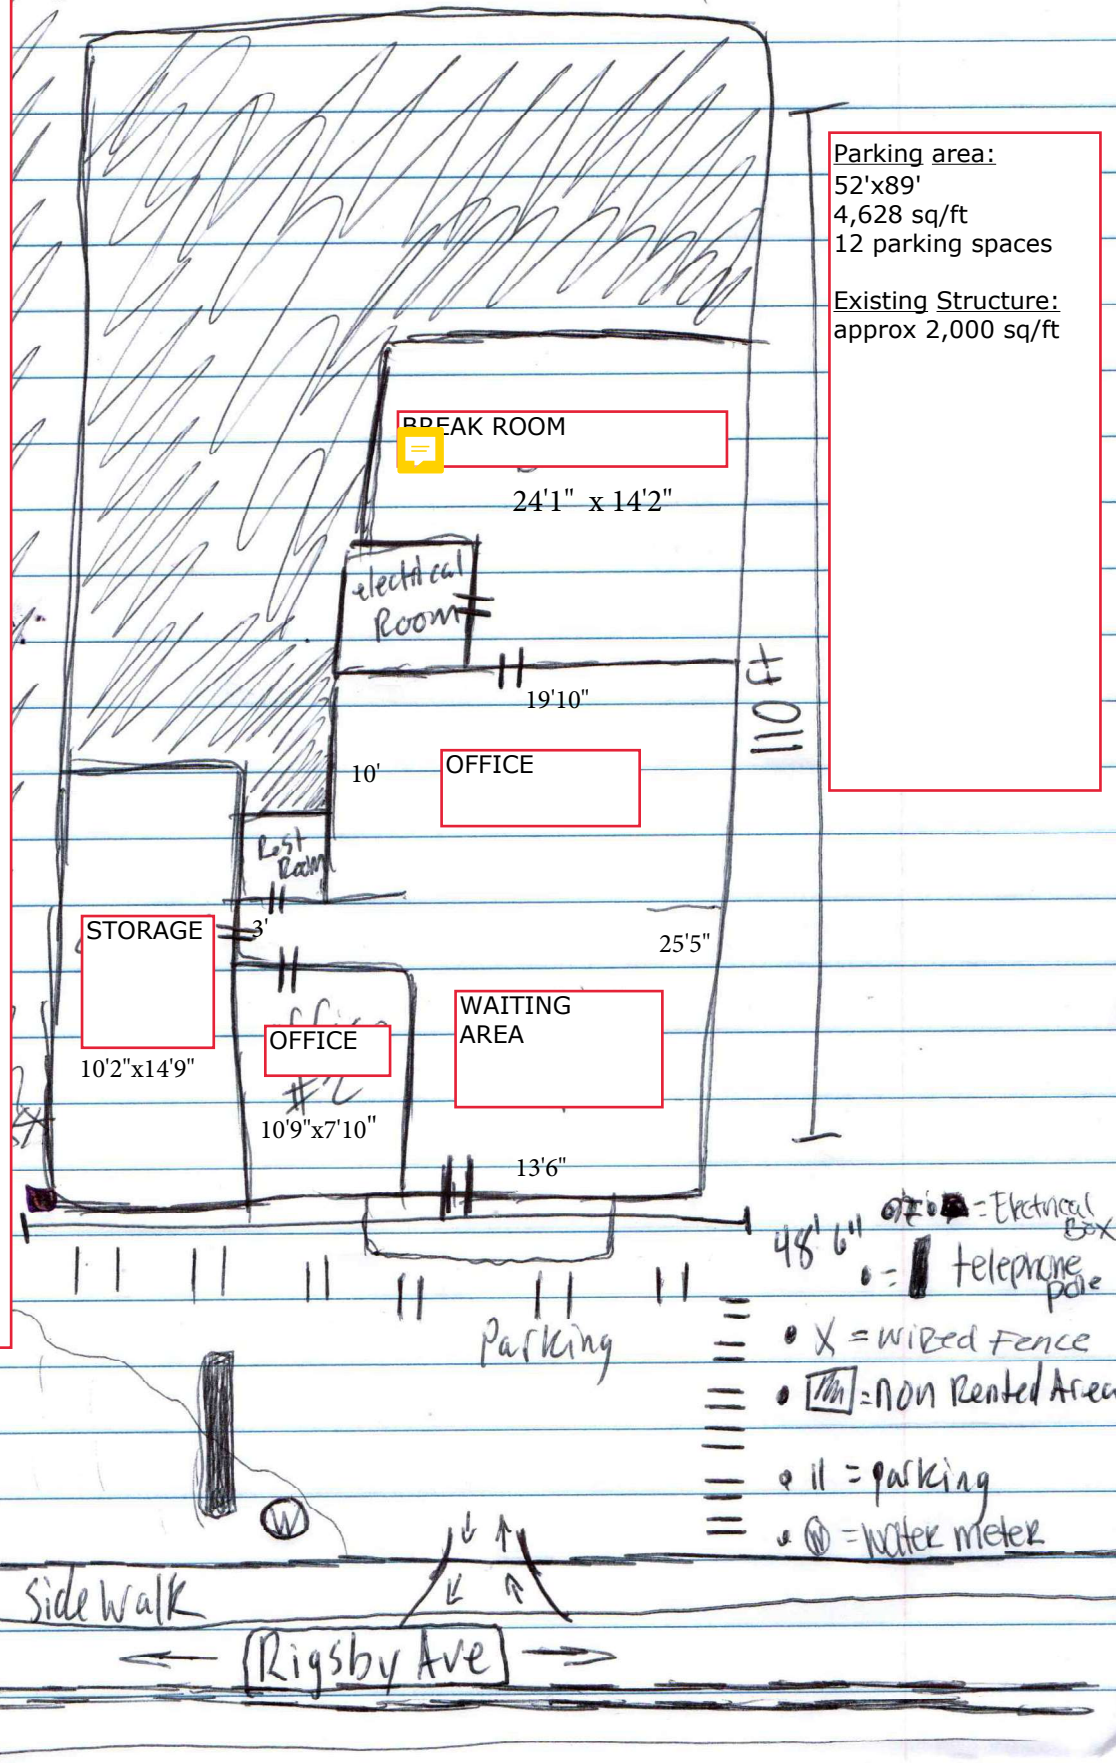 Parking area:
52'x89'
4,628 sq/ft
12 parking spaces
Existing Structure:
approx 2,000 sq/ft
BREAK ROOM
24'1" x 14'2"
electrical
Room
19'10"
110 ft
10'
OFFICE
Rest
Room
STORAGE
3'
25'5"
WAITING
AREA
OFFICE
#2
10'2"x14'9"
10'9"x7'10"
13'6"
48' 6"
= Electrical
Box
= telephone
pole
Parking
X = wired Fence
= non Rented Area
11 = parking
W
W = water meter
Side Walk
Rigsby Ave